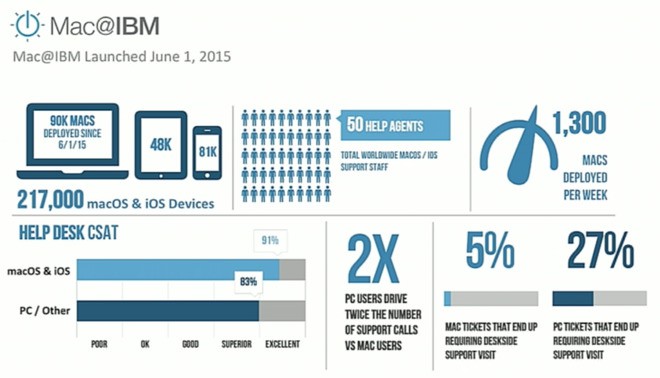 Mac@IBM
Mac@IBM Launched June 1, 2015
90K MACS
DEPLOYED SINCE
6/1/15
48K
81K
217,000 macOS & iOS Devices
50 HELP AGENTS
TOTAL WORLDWIDE MACOS / IOS
SUPPORT STAFF
1,300
MACS
DEPLOYED
PER WEEK
HELP DESK CSAT
91%
macOS & iOS
83%
PC / Other
POOR OK GOOD SUPERIOR EXCELLENT
2X
PC USERS DRIVE
TWICE THE NUMBER
OF SUPPORT CALLS
VS MAC USERS
5%
MAC TICKETS THAT END UP
REQUIRING DESKSIDE
SUPPORT VISIT
27%
PC TICKETS THAT END UP
REQUIRING DESKSIDE
SUPPORT VISIT